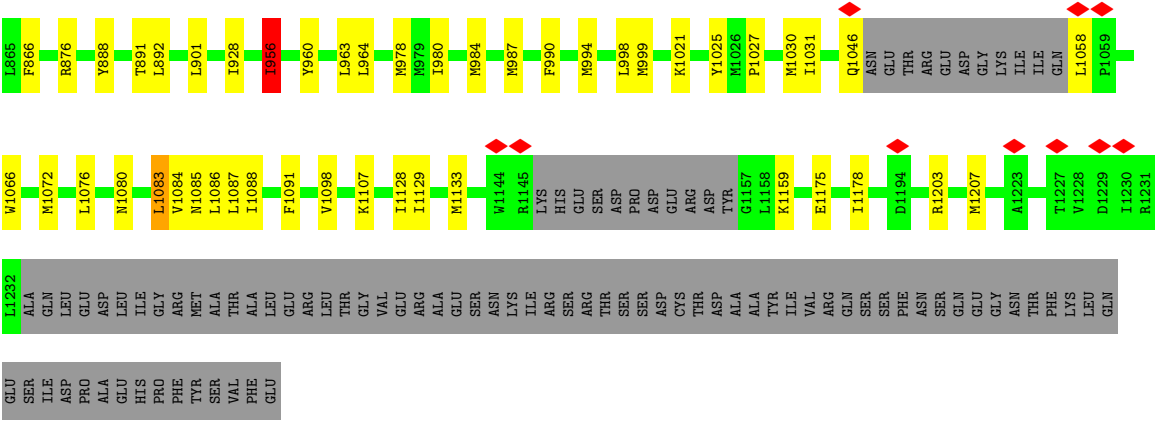 L865 F866 R876 Y888 T891 L892 L901 I928 I956 Y960 L963 L964 M978 M979 I980 M984 M987 F990 M994 L998 M999 K1021 Y1025 M1026 P1027 M1030 I1031 Q1046 ASN GLU THR ARG GLU ASP GLY LYS ILE ILE GLN L1058 P1059
W1066 M1072 L1076 N1080 L1083 V1084 N1085 L1086 L1087 I1088 F1091 V1098 K1107 I1128 I1129 M1133 W1144 R1145 LYS HIS GLU SER ASP PRO ASP GLU ARG ASP TYR G1157 L1158 K1159 E1175 I1178 D1194 R1203 M1207 A1223 T1227 V1228 D1229 I1230 R1231
L1232 ALA GLN LEU GLU ASP LEU ILE GLY ARG MET ALA THR ALA LEU GLU ARG LEU THR GLY VAL GLU ARG ALA GLU SER ASN LYS ILE ARG SER ARG THR SER SER ASP CYS THR ASP ALA ALA TYR ILE VAL ARG GLN SER SER PHE ASN SER GLN GLU GLY ASN THR PHE LYS LEU GLN
GLU SER ILE ASP PRO ALA GLU HIS PRO PHE TYR SER VAL PHE GLU